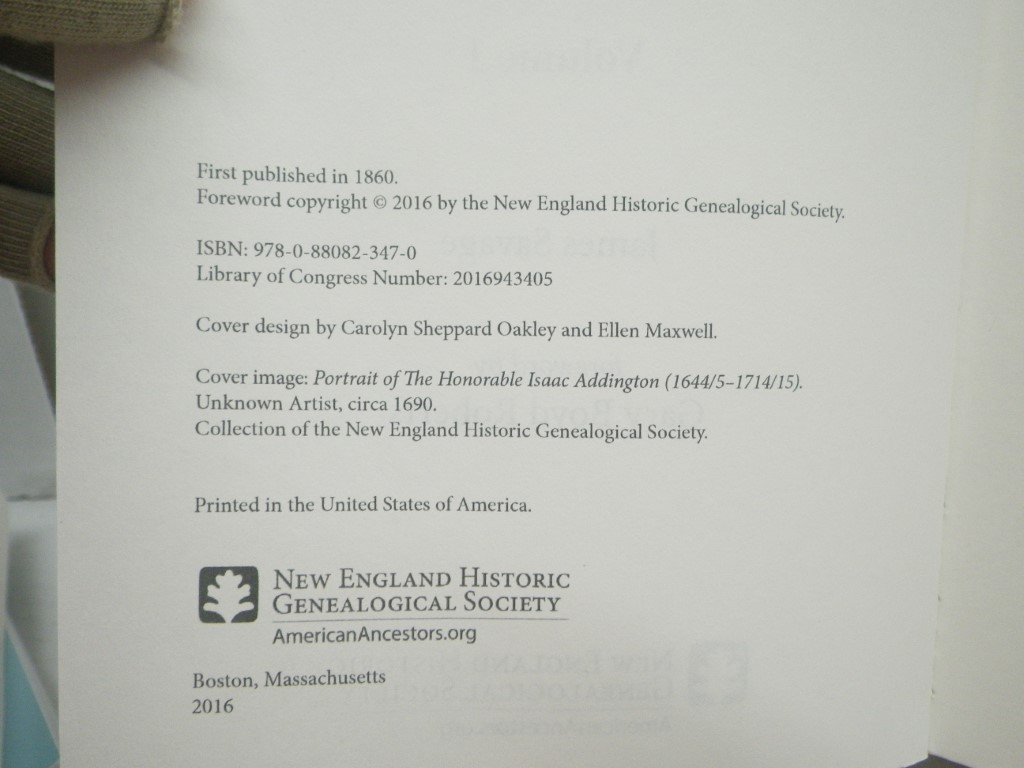 First published in 1860.
Foreword copyright © 2016 by the New England Historic Genealogical Society.
ISBN: 978-0-88082-347-0
Library of Congress Number: 2016943405
Cover design by Carolyn Sheppard Oakley and Ellen Maxwell.
Cover image: Portrait of The Honorable Isaac Addington (1644/5–1714/15).
Unknown Artist, circa 1690.
Collection of the New England Historic Genealogical Society.
Printed in the United States of America.
New England Historic
Genealogical Society
AmericanAncestors.org
Boston, Massachusetts
2016